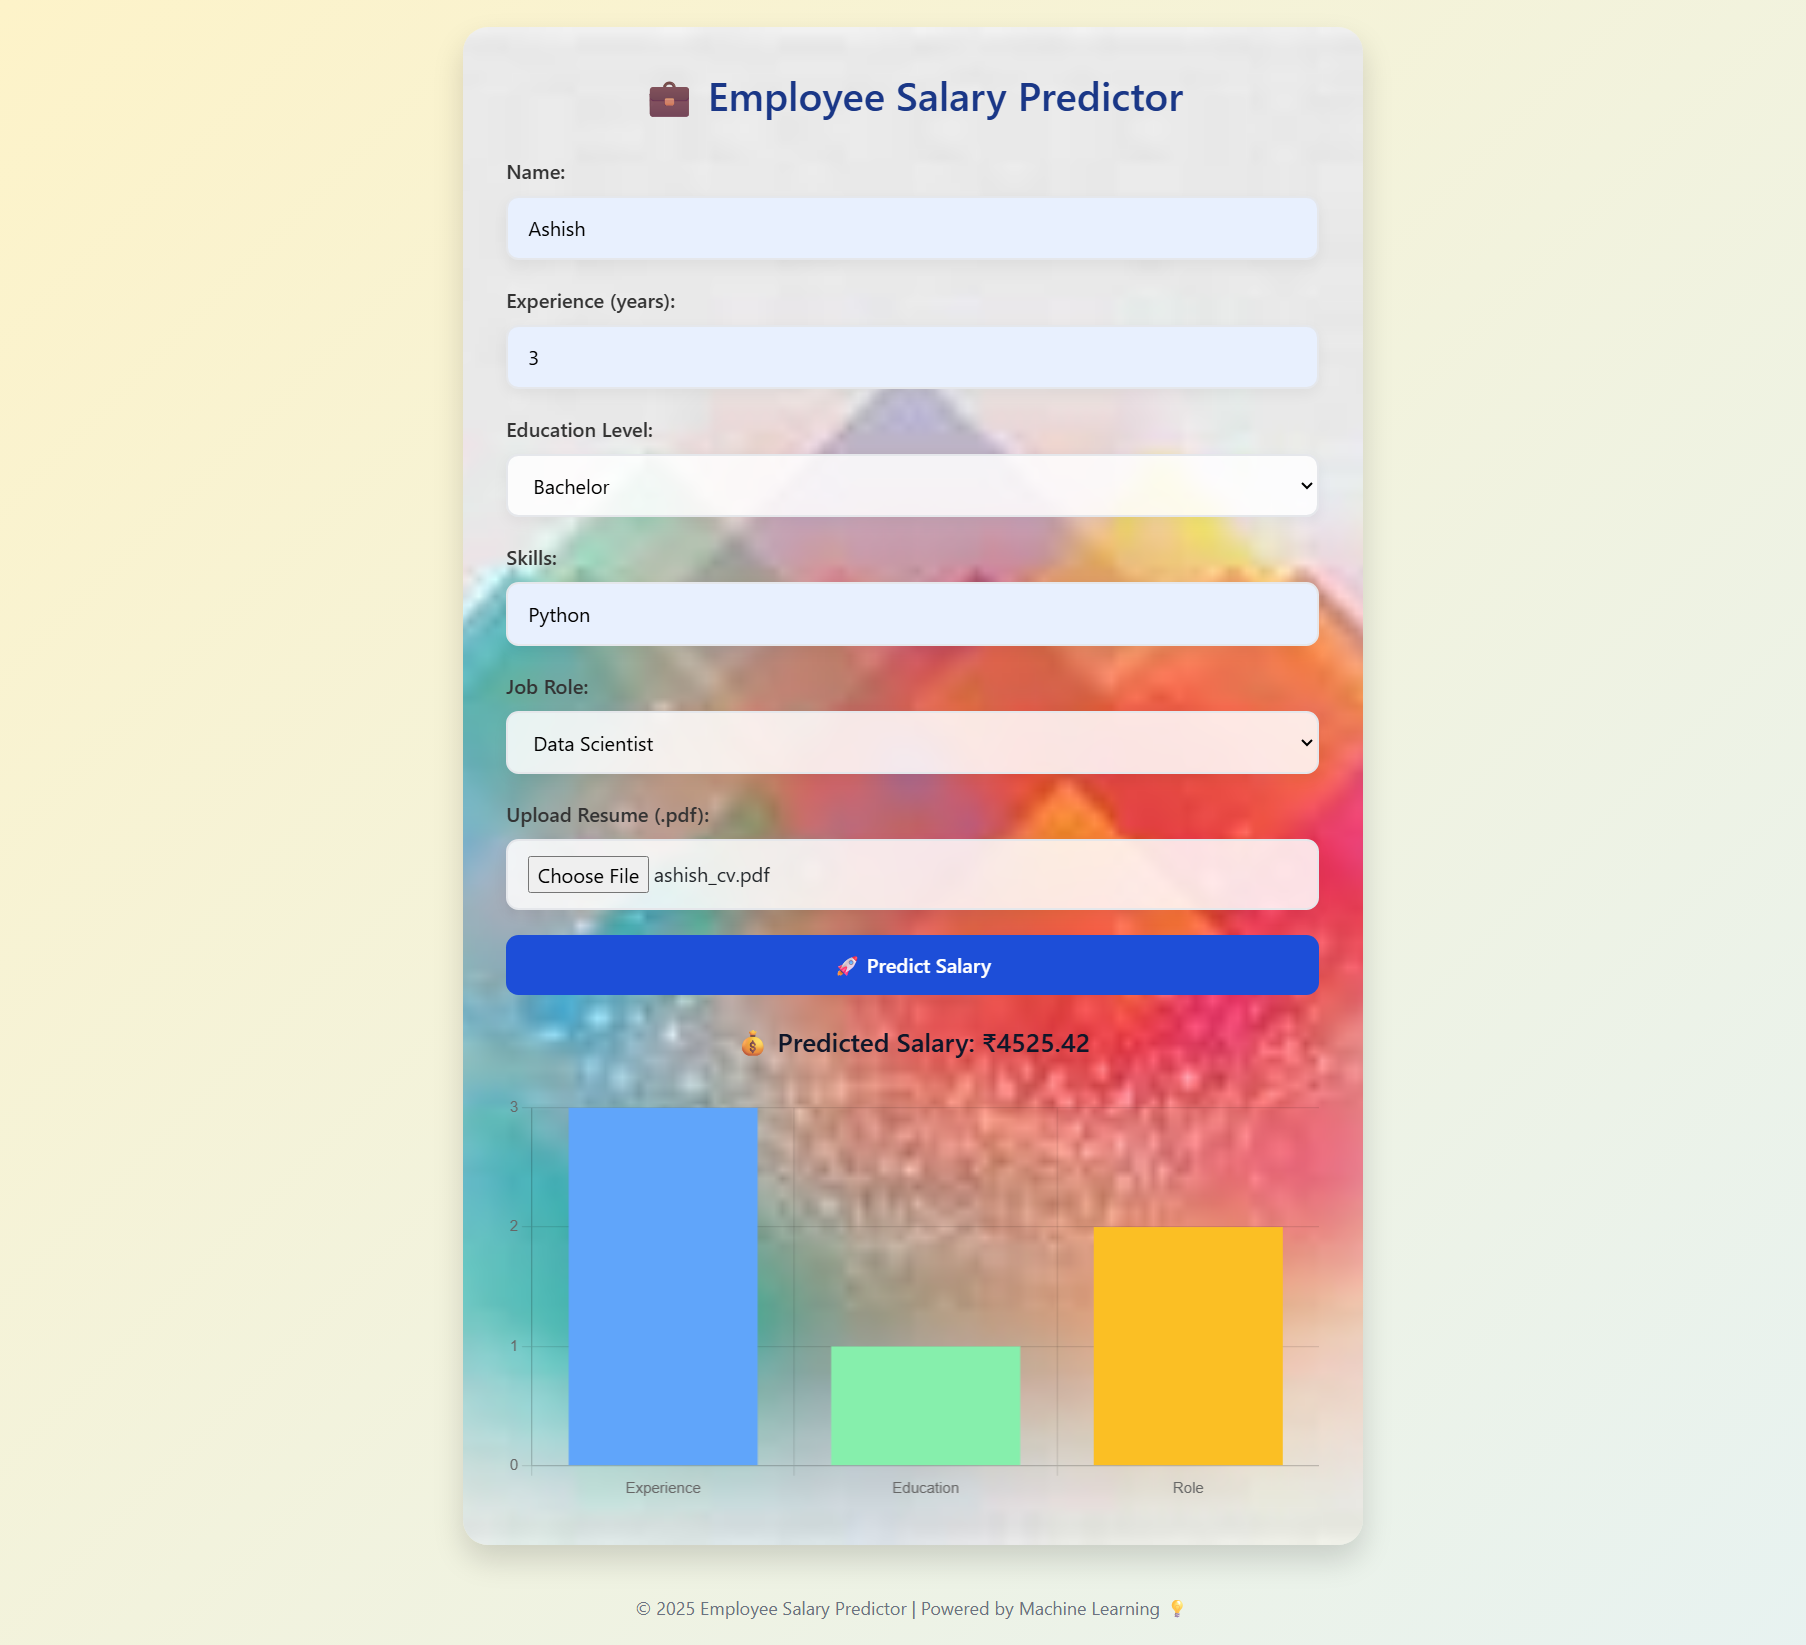 💼 Employee Salary Predictor
Name:
Ashish
Experience (years):
3
Education Level:
Bachelor
Skills:
Python
Job Role:
Data Scientist
Upload Resume (.pdf):
Choose File ashish_cv.pdf
🚀 Predict Salary
💰 Predicted Salary: ₹4525.42
3
2
1
0
Experience Education Role
© 2025 Employee Salary Predictor | Powered by Machine Learning 💡